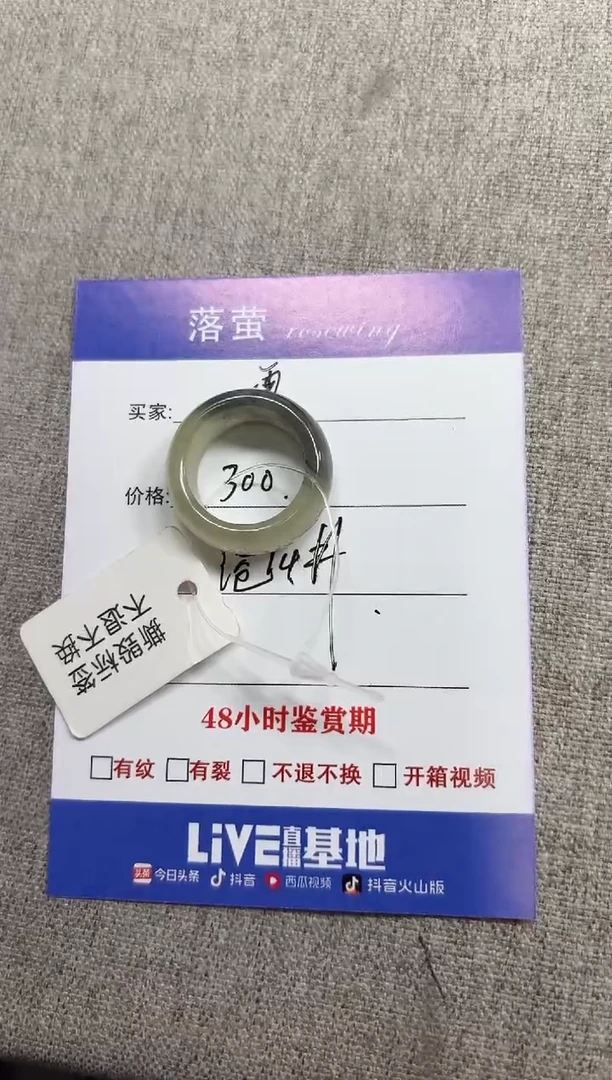 落萤 rosewing
买家:
价格: 300.
撕毁标签
不退不换
48小时鉴赏期
有纹 有裂 不退不换 开箱视频
LiVE直播基地
头条 今日头条 抖音 西瓜视频 抖音火山版